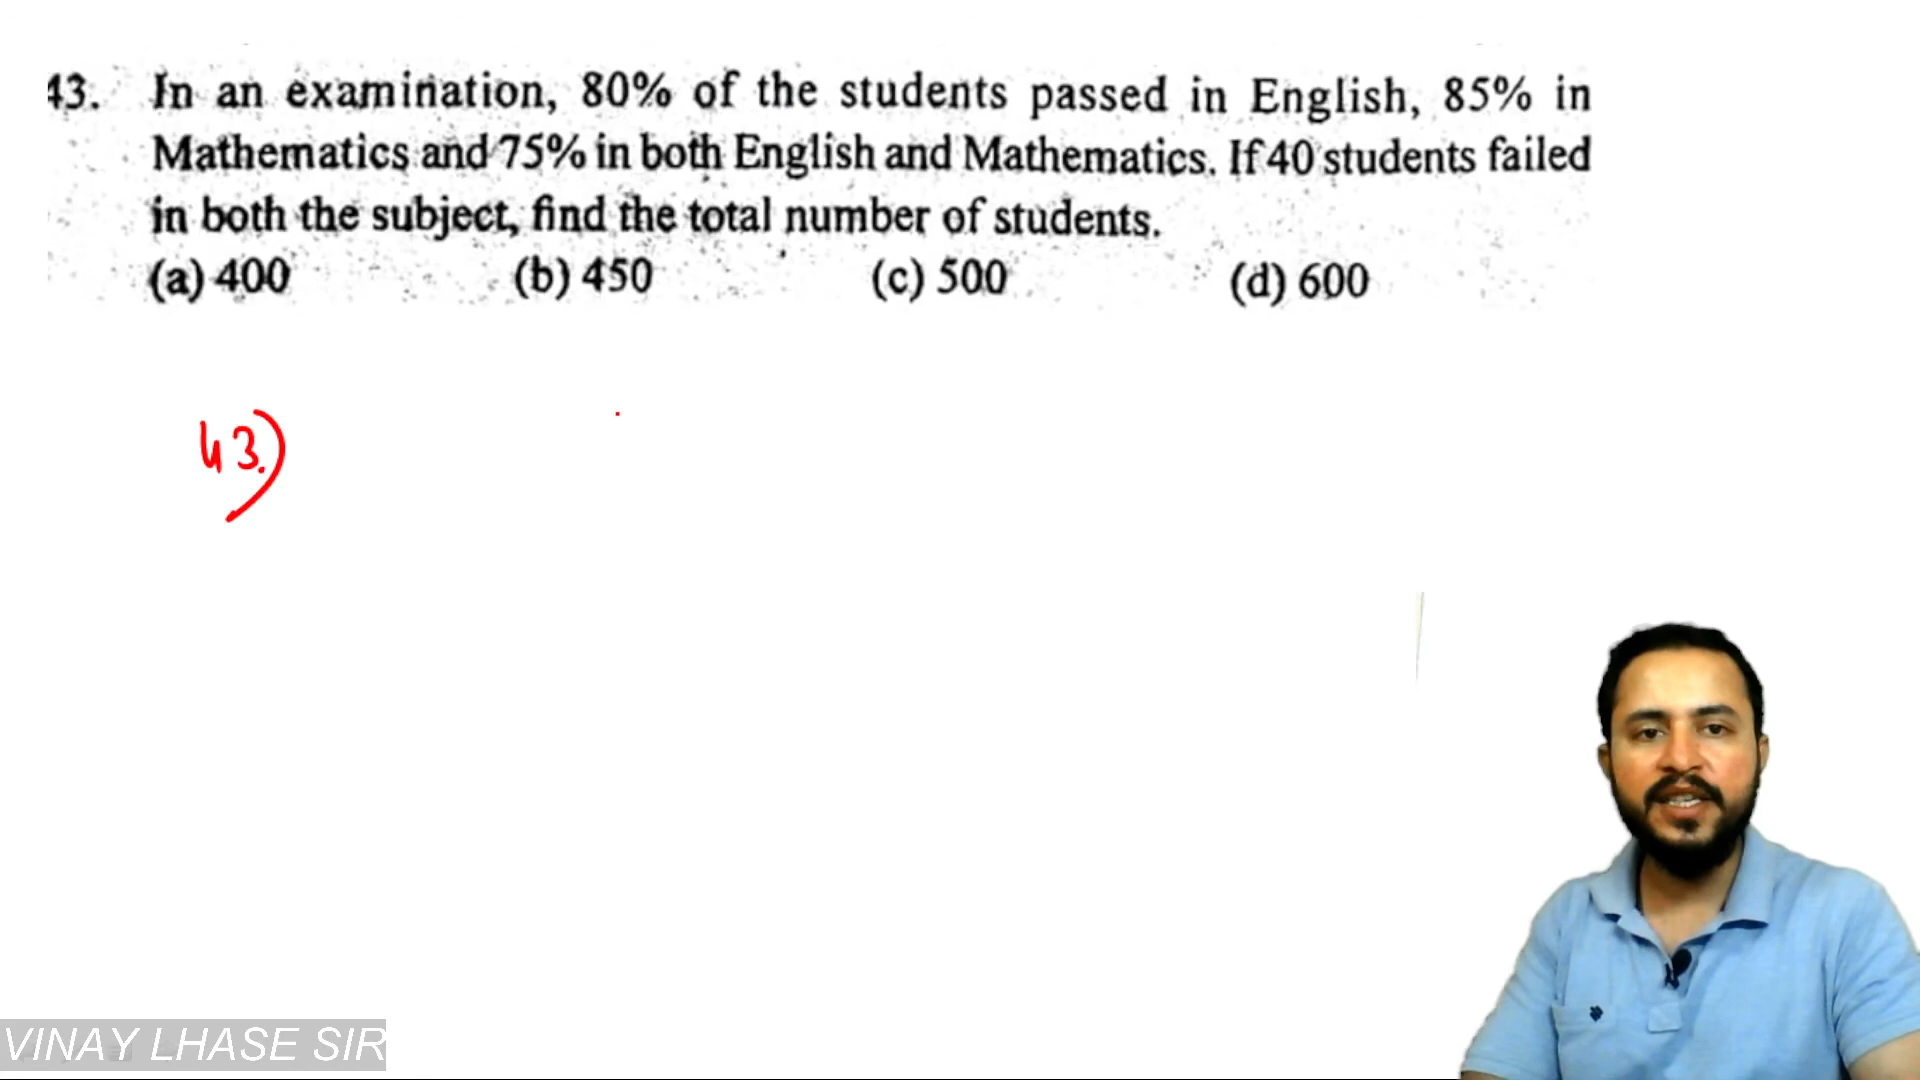 43. In an examination, 80% of the students passed in English, 85% in
Mathematics and 75% in both English and Mathematics. If 40 students failed
in both the subject, find the total number of students.
(a) 400 (b) 450 (c) 500 (d) 600
43.)
VINAY LHASE SIR